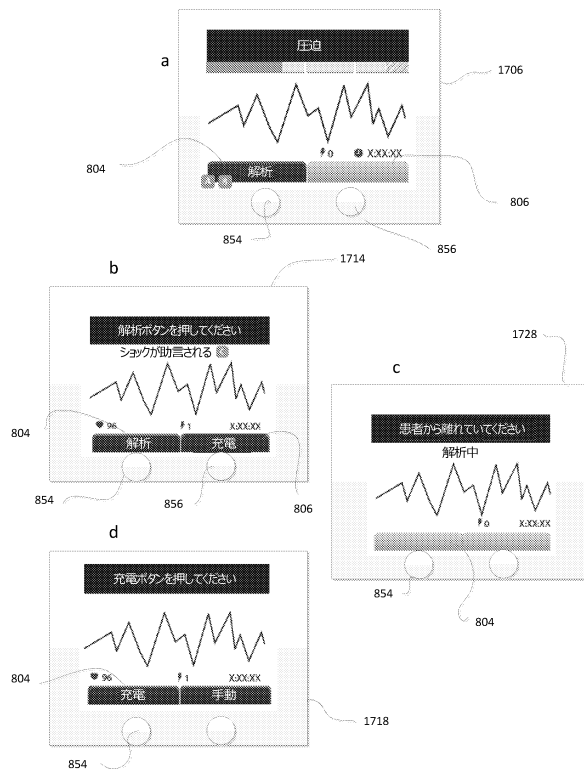 a
圧迫
1706
0 X:XX:XX
804
解析
806
854
856
b
1714
解析ボタンを押してください
ショックが助言される
96 1 X:XX:XX
804
解析 充電
854
856
806
c
1728
患者から離れていてください
解析中
0 X:XX:XX
854
804
d
充電ボタンを押してください
96 1 X:XX:XX
804
充電 手動
1718
854